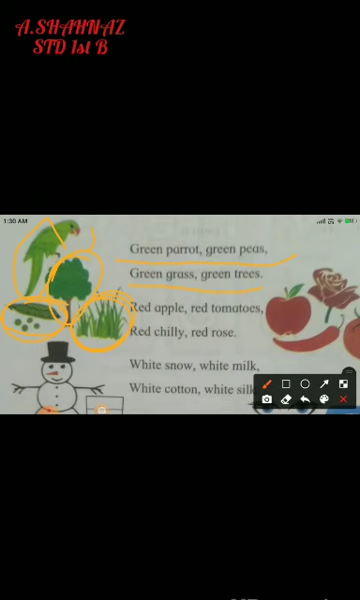 A.SHAHNAZ
STD 1st B
1:30 AM
Green parrot, green peas,
Green grass, green trees.
Red apple, red tomatoes,
Red chilly, red rose.
White snow, white milk,
White cotton, white silk